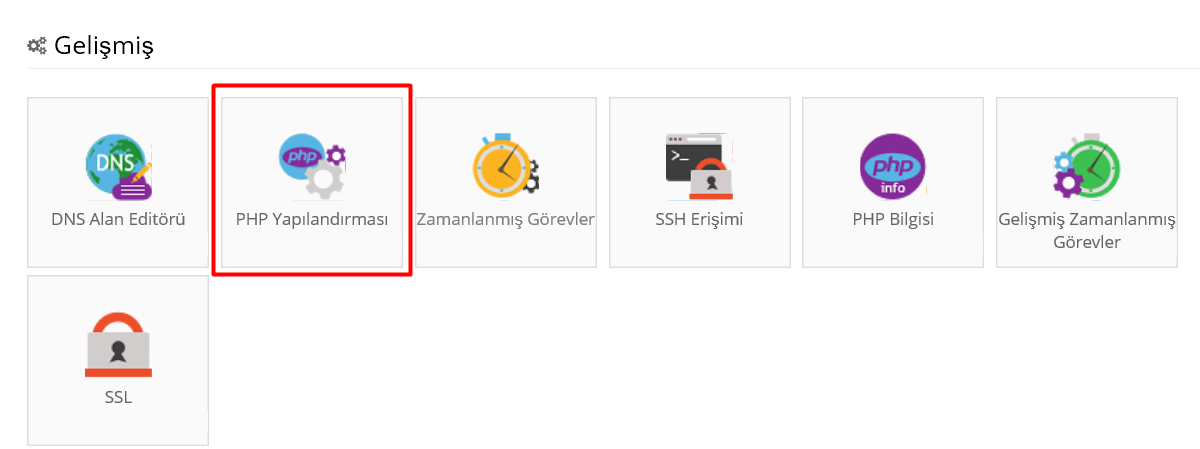 Gelişmiş
DNS
php
>_
php
info
DNS Alan Editörü
PHP Yapılandırması
Zamanlanmış Görevler
SSH Erişimi
PHP Bilgisi
Gelişmiş Zamanlanmış
Görevler
SSL